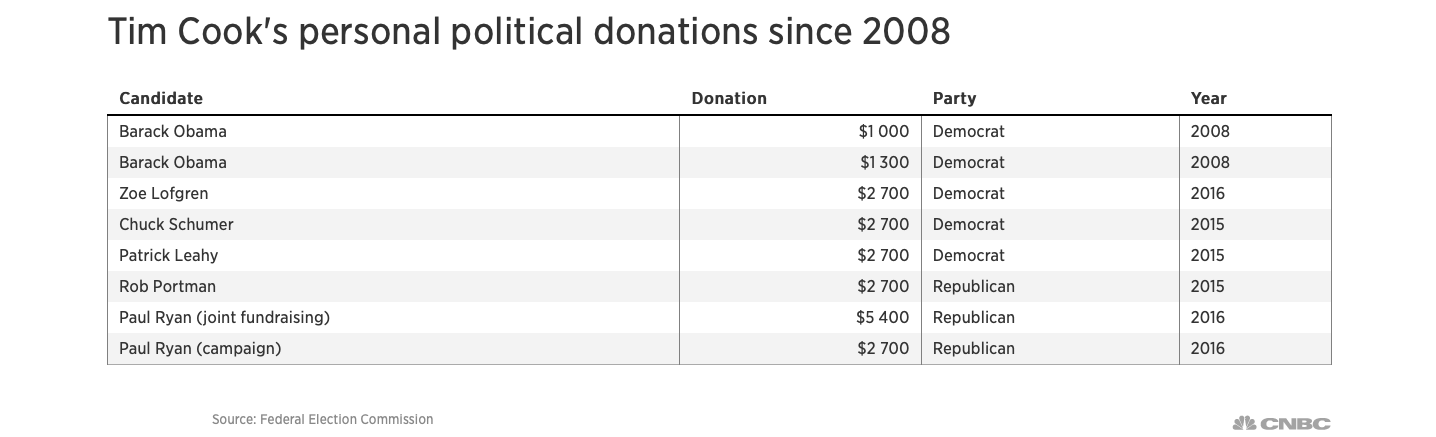 Tim Cook's personal political donations since 2008
Candidate Donation Party Year
Barack Obama $1 000 Democrat 2008
Barack Obama $1 300 Democrat 2008
Zoe Lofgren $2 700 Democrat 2016
Chuck Schumer $2 700 Democrat 2015
Patrick Leahy $2 700 Democrat 2015
Rob Portman $2 700 Republican 2015
Paul Ryan (joint fundraising) $5 400 Republican 2016
Paul Ryan (campaign) $2 700 Republican 2016
Source: Federal Election Commission CNBC